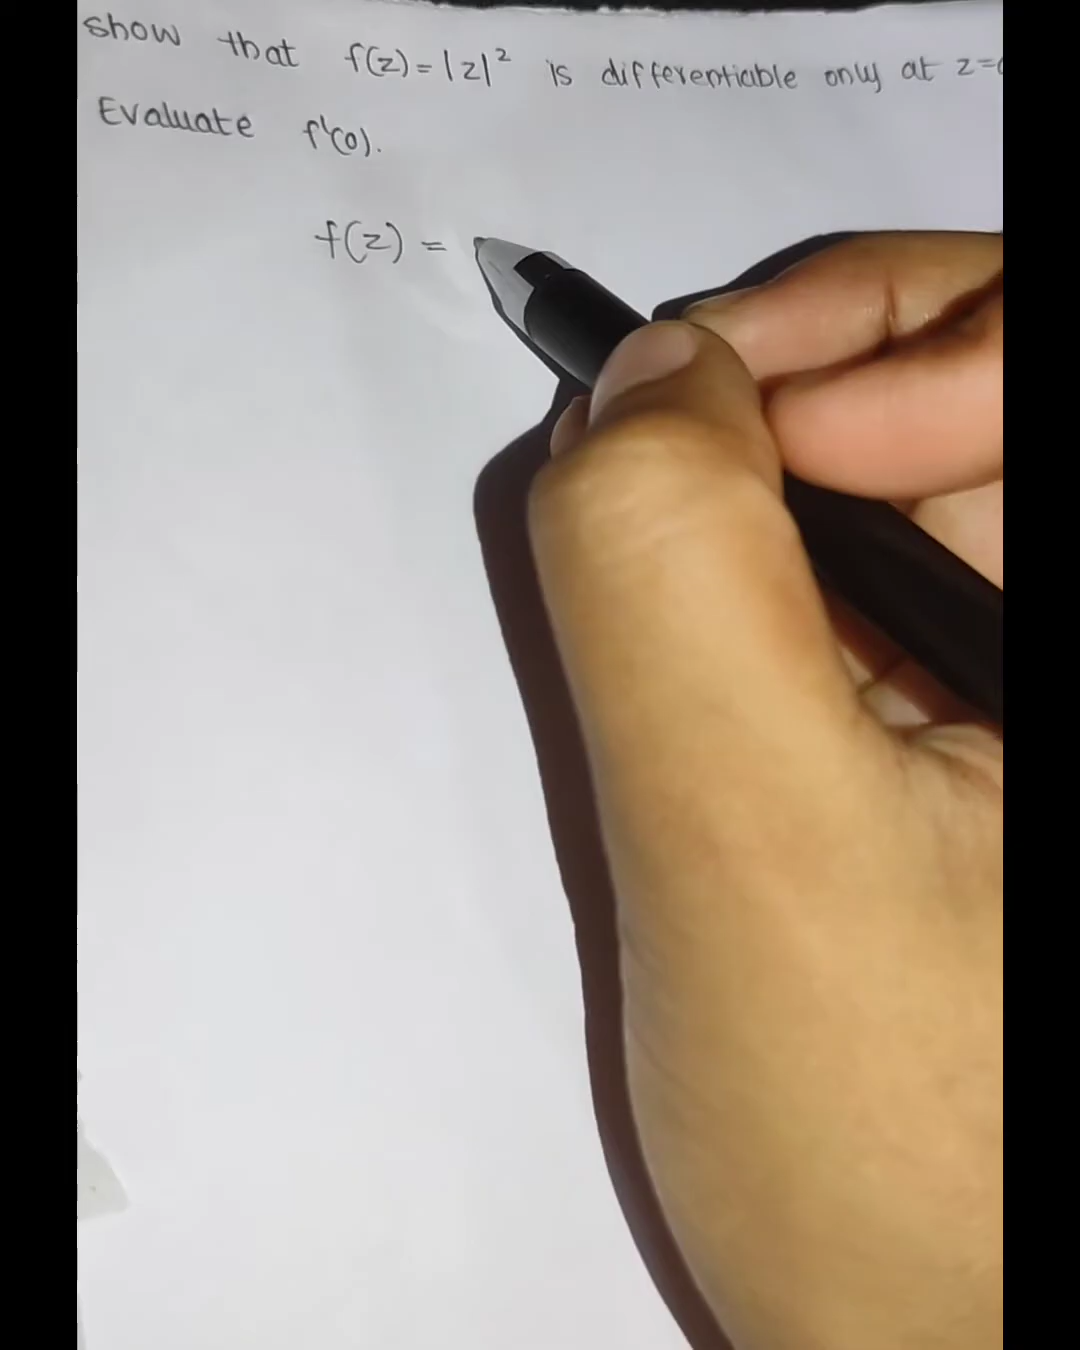 show that f(z)=|z|² is differentiable only at z=
Evaluate f'(0).
f(z) =